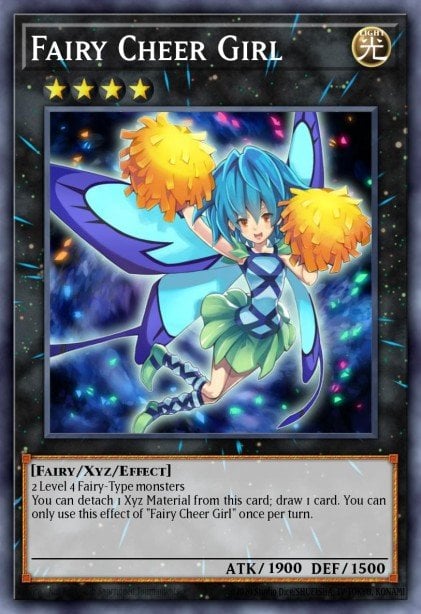 FAIRY CHEER GIRL
LIGHT
光
[FAIRY/XYZ/EFFECT]
2 Level 4 Fairy-Type monsters
You can detach 1 Xyz Material from this card; draw 1 card. You can
only use this effect of "Fairy Cheer Girl" once per turn.
ATK/1900 DEF/1500